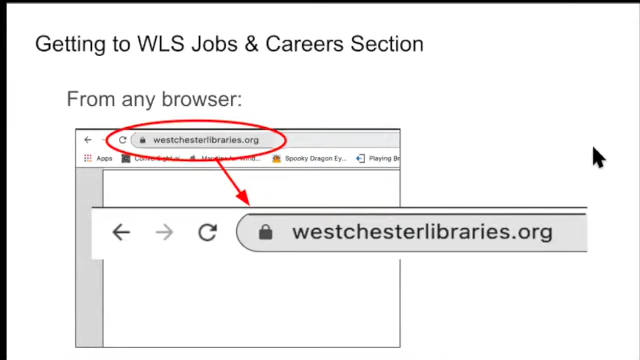 Getting to WLS Jobs & Careers Section
From any browser:
westchesterlibraries.org
Apps Spooky Dragon Ey... Playing Br
westchesterlibraries.org